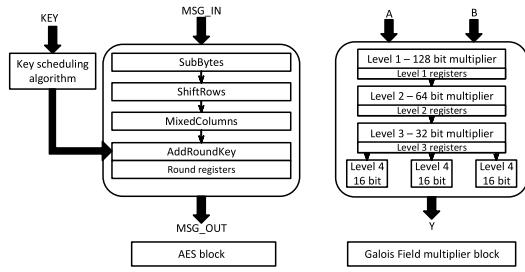 KEY
Key scheduling
algorithm
MSG_IN
SubBytes
ShiftRows
MixedColumns
AddRoundKey
Round registers
MSG_OUT
AES block
A
B
Level 1 – 128 bit multiplier
Level 1 registers
Level 2 – 64 bit multiplier
Level 2 registers
Level 3 – 32 bit multiplier
Level 3 registers
Level 4
16 bit
Level 4
16 bit
Level 4
16 bit
Y
Galois Field multiplier block